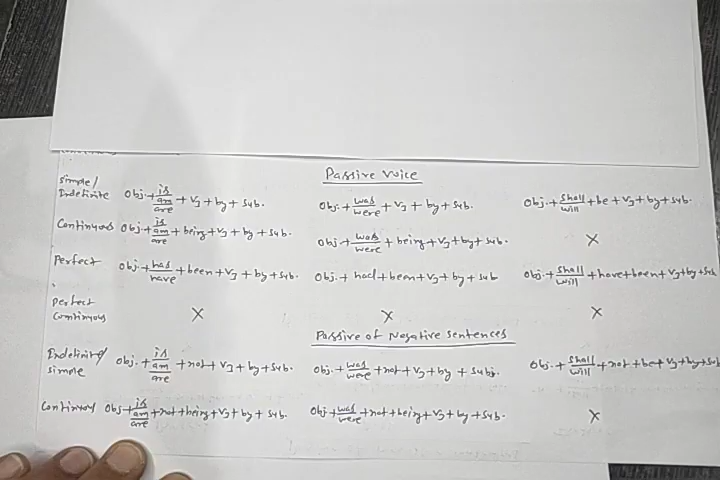 Passive voice
Simple/
Indefinite Obj.+ is/am/are + V3 + by + Sub. Obj.+ was/were + V3 + by + Sub. Obj.+ Shall/will + be + V3 + by + Sub.
Continuous Obj + is/am/are + being + V3 + by + Sub. Obj + was/were + being + V3 + by + Sub. X
Perfect Obj.+ has/have + been + V3 + by + Sub. Obj.+ had + been + V3 + by + Sub Obj.+ Shall/will + have + been + V3 + by + Sub
Perfect
Continuous X X X
Passive of Negative Sentences
Indefinite/
Simple Obj.+ is/am/are + not + V3 + by + Sub. Obj.+ was/were + not + V3 + by + Subj. Obj.+ Shall/will + not + be + V3 + by + Sub
Continuous Obj + is/am/are + not + being + V3 + by + Sub. Obj + was/were + not + being + V3 + by + Sub. X